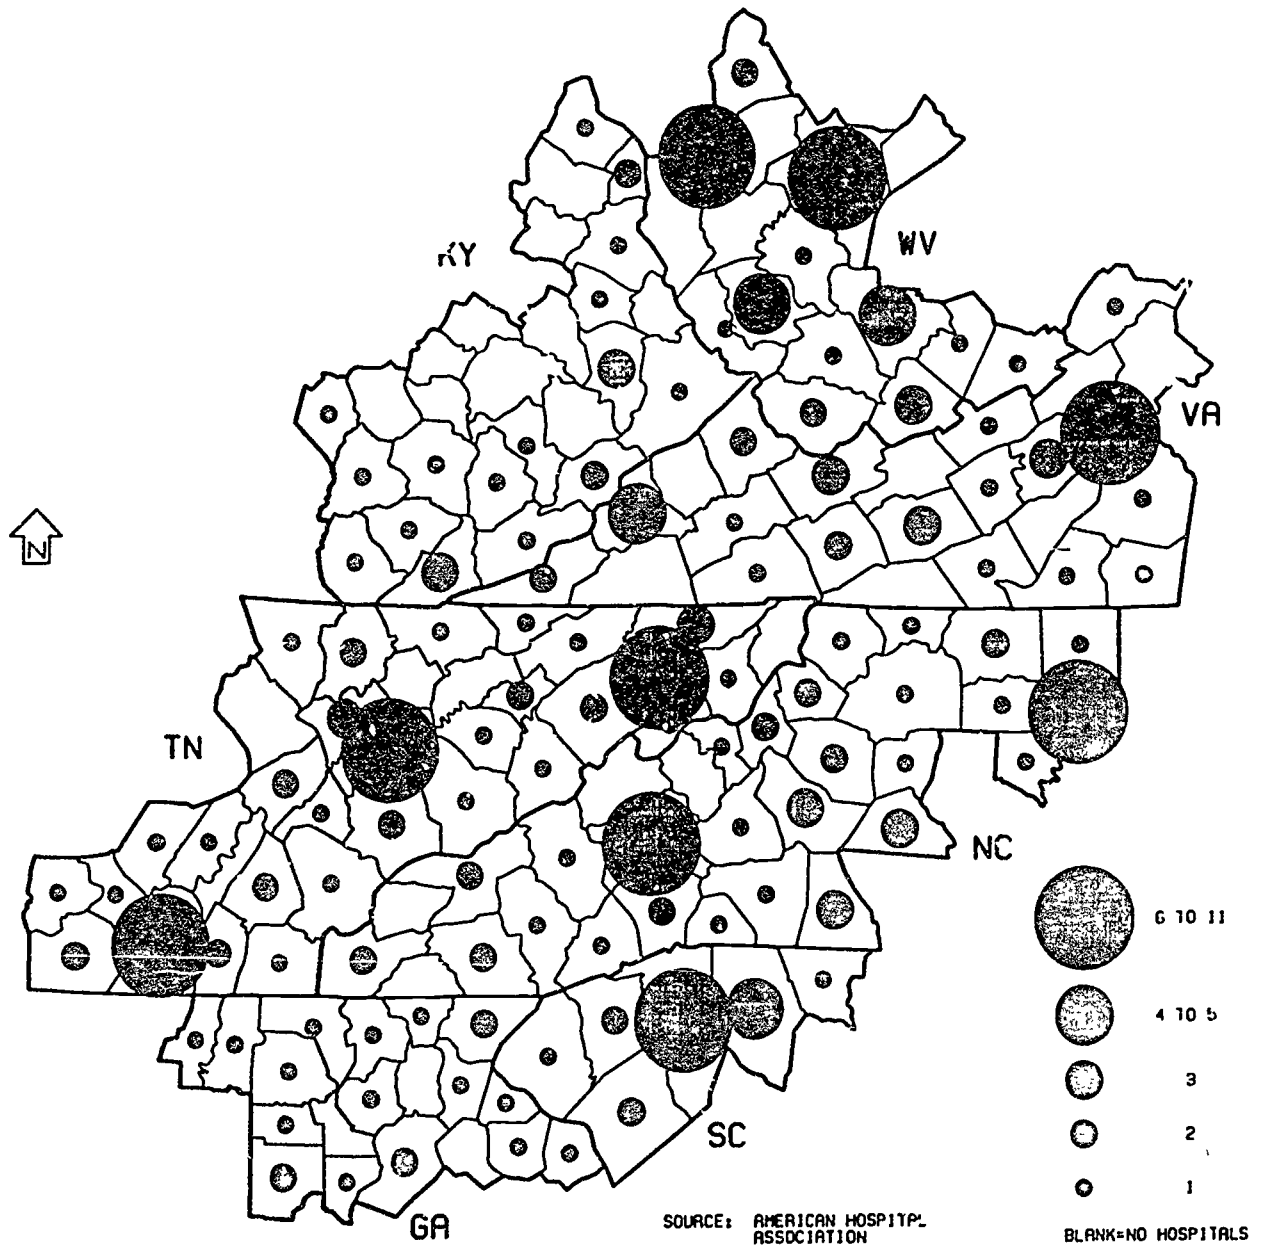 KY
WV
VA
N
TN
NC
6 TO 11
4 TO 5
3
2
1
SC
GA
SOURCE: AMERICAN HOSPITAL
ASSOCIATION
BLANK=NO HOSPITALS